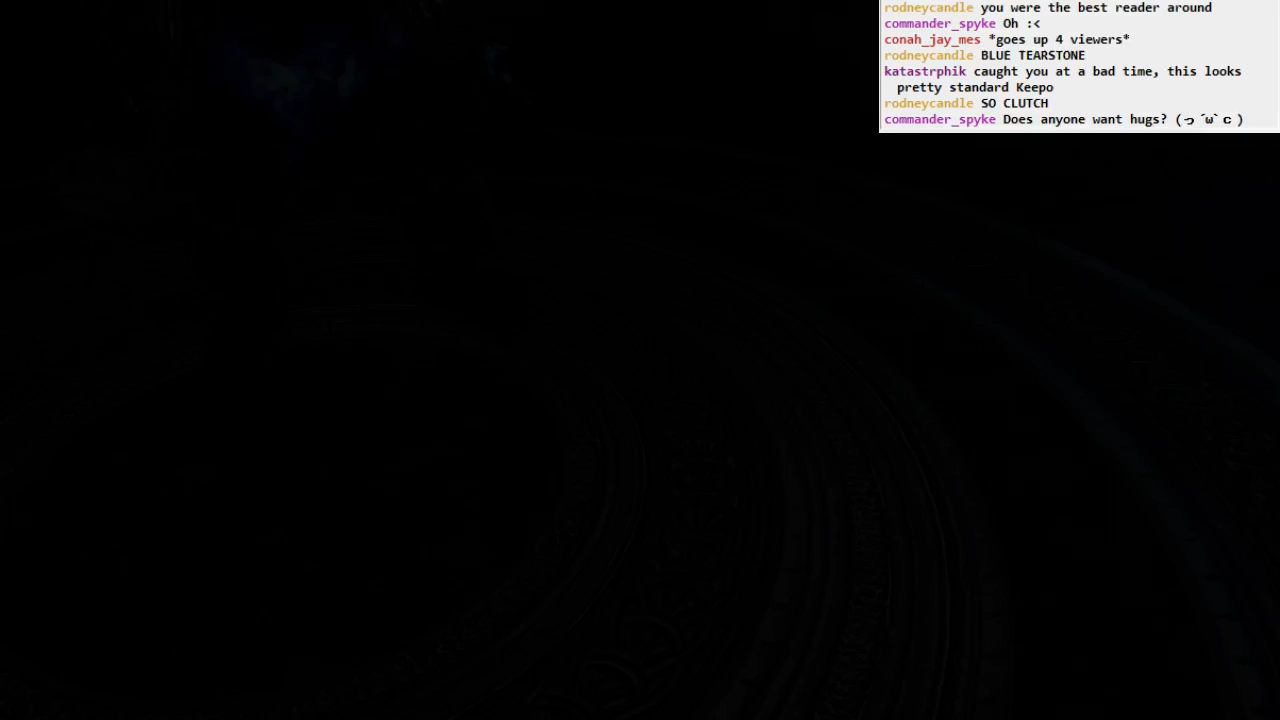 rodneycandle you were the best reader around
commander_spyke Oh :<
conah_jay_mes *goes up 4 viewers*
rodneycandle BLUE TEARSTONE
katastrphik caught you at a bad time, this looks
pretty standard Keepo
rodneycandle SO CLUTCH
commander_spyke Does anyone want hugs? (っ´ω`c)